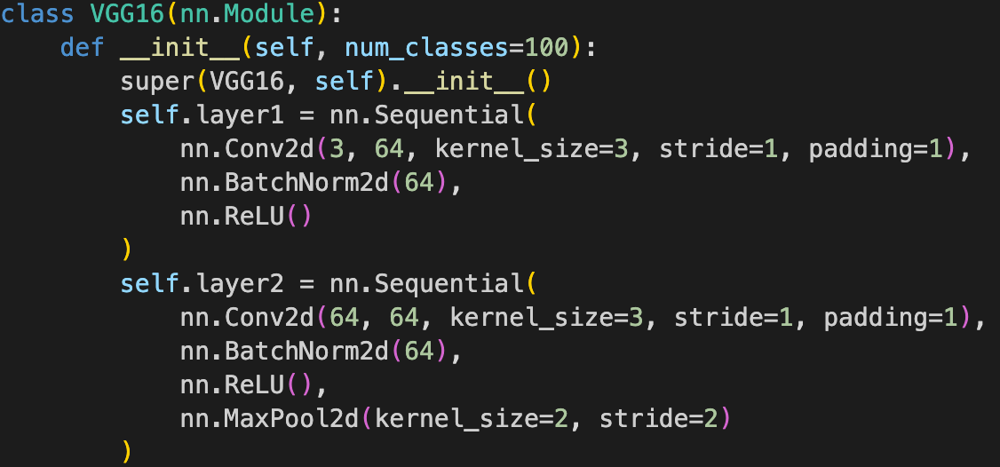 class VGG16(nn.Module):
    def __init__(self, num_classes=100):
        super(VGG16, self).__init__()
        self.layer1 = nn.Sequential(
            nn.Conv2d(3, 64, kernel_size=3, stride=1, padding=1),
            nn.BatchNorm2d(64),
            nn.ReLU()
        )
        self.layer2 = nn.Sequential(
            nn.Conv2d(64, 64, kernel_size=3, stride=1, padding=1),
            nn.BatchNorm2d(64),
            nn.ReLU(),
            nn.MaxPool2d(kernel_size=2, stride=2)
        )